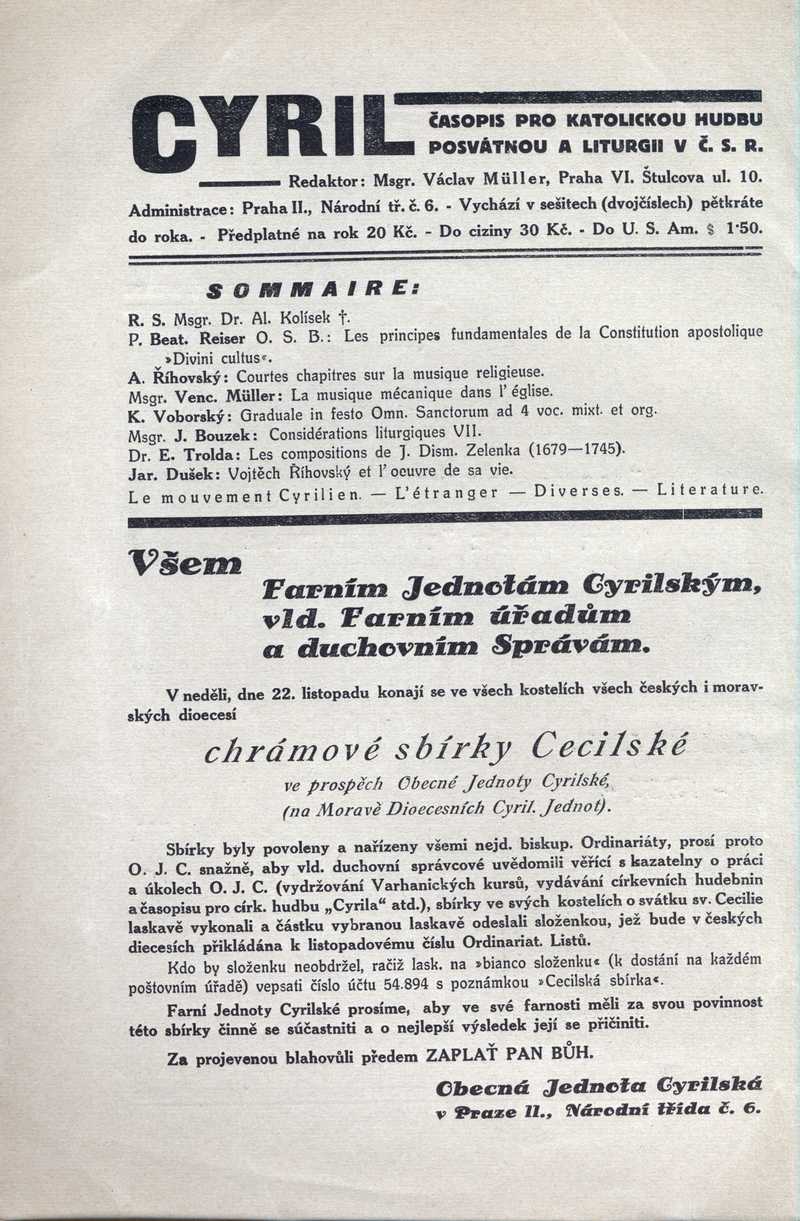 CYRIL
ČASOPIS PRO KATOLICKOU HUDBU
POSVÁTNOU A LITURGII V Č. S. R.
Redaktor: Msgr. Václav Müller, Praha VI. Štulcova ul. 10.
Administrace: Praha II., Národní tř. č. 6. - Vychází v sešitech (dvojčíslech) pětkráte
do roka. - Předplatné na rok 20 Kč. - Do ciziny 30 Kč. - Do U. S. Am. $ 1·50.
SOMMAIRE:
R. S. Msgr. Dr. Al. Kolísek †.
P. Beat. Reiser O. S. B.: Les principes fundamentales de la Constitution apostolique
»Divini cultus«.
A. Říhovský: Courtes chapitres sur la musique religieuse.
Msgr. Venc. Müller: La musique mécanique dans l' église.
K. Voborský: Graduale in festo Omn. Sanctorum ad 4 voc. mixt. et org.
Msgr. J. Bouzek: Considérations liturgiques VII.
Dr. E. Trolda: Les compositions de J. Dism. Zelenka (1679—1745).
Jar. Dušek: Vojtěch Říhovský et l' oeuvre de sa vie.
Le mouvement Cyrilien. — L'étranger — Diverses. — Literature.
Všem
Farním Jednotám Cyrilským,
vld. Farním úřadům
a duchovním Správám.
V neděli, dne 22. listopadu konají se ve všech kostelích všech českých i morav-
ských dioecesí
chrámové sbírky Cecilské
ve prospěch Obecné Jednoty Cyrilské,
(na Moravě Dioecesních Cyril. Jednot).
Sbírky byly povoleny a nařízeny všemi nejd. biskup. Ordinariáty, prosí proto
O. J. C. snažně, aby vld. duchovní správcové uvědomili věřící s kazatelny o práci
a úkolech O. J. C. (vydržování Varhanických kursů, vydávání církevních hudebnin
a časopisu pro círk. hudbu „Cyrila“ atd.), sbírky ve svých kostelích o svátku sv. Cecilie
laskavě vykonali a částku vybranou laskavě odeslali složenkou, jež bude v českých
diecesích přikládána k listopadovému číslu Ordinariat. Listů.
Kdo by složenku neobdržel, račiž lask. na »bianco složenku« (k dostání na každém
poštovním úřadě) vepsati číslo účtu 54.894 s poznámkou »Cecilská sbírka«.
Farní Jednoty Cyrilské prosíme, aby ve své farnosti měli za svou povinnost
této sbírky činně se súčastniti a o nejlepší výsledek její se přičiniti.
Za projevenou blahovůli předem ZAPLAŤ PAN BŮH.
Obecná Jednota Cyrilská
v Praze II., Národní třída č. 6.